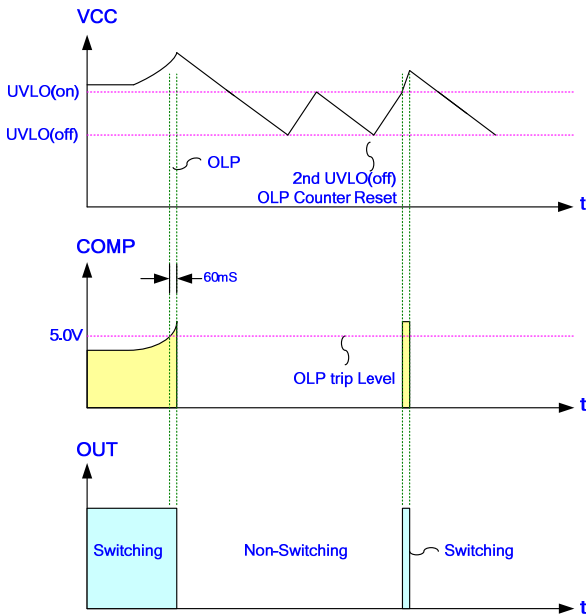 VCC
UVLO(on)
UVLO(off)
OLP
2nd UVLO(off)
OLP Counter Reset
t
COMP
60mS
5.0V
OLP trip Level
t
OUT
Switching
Non-Switching
Switching
t